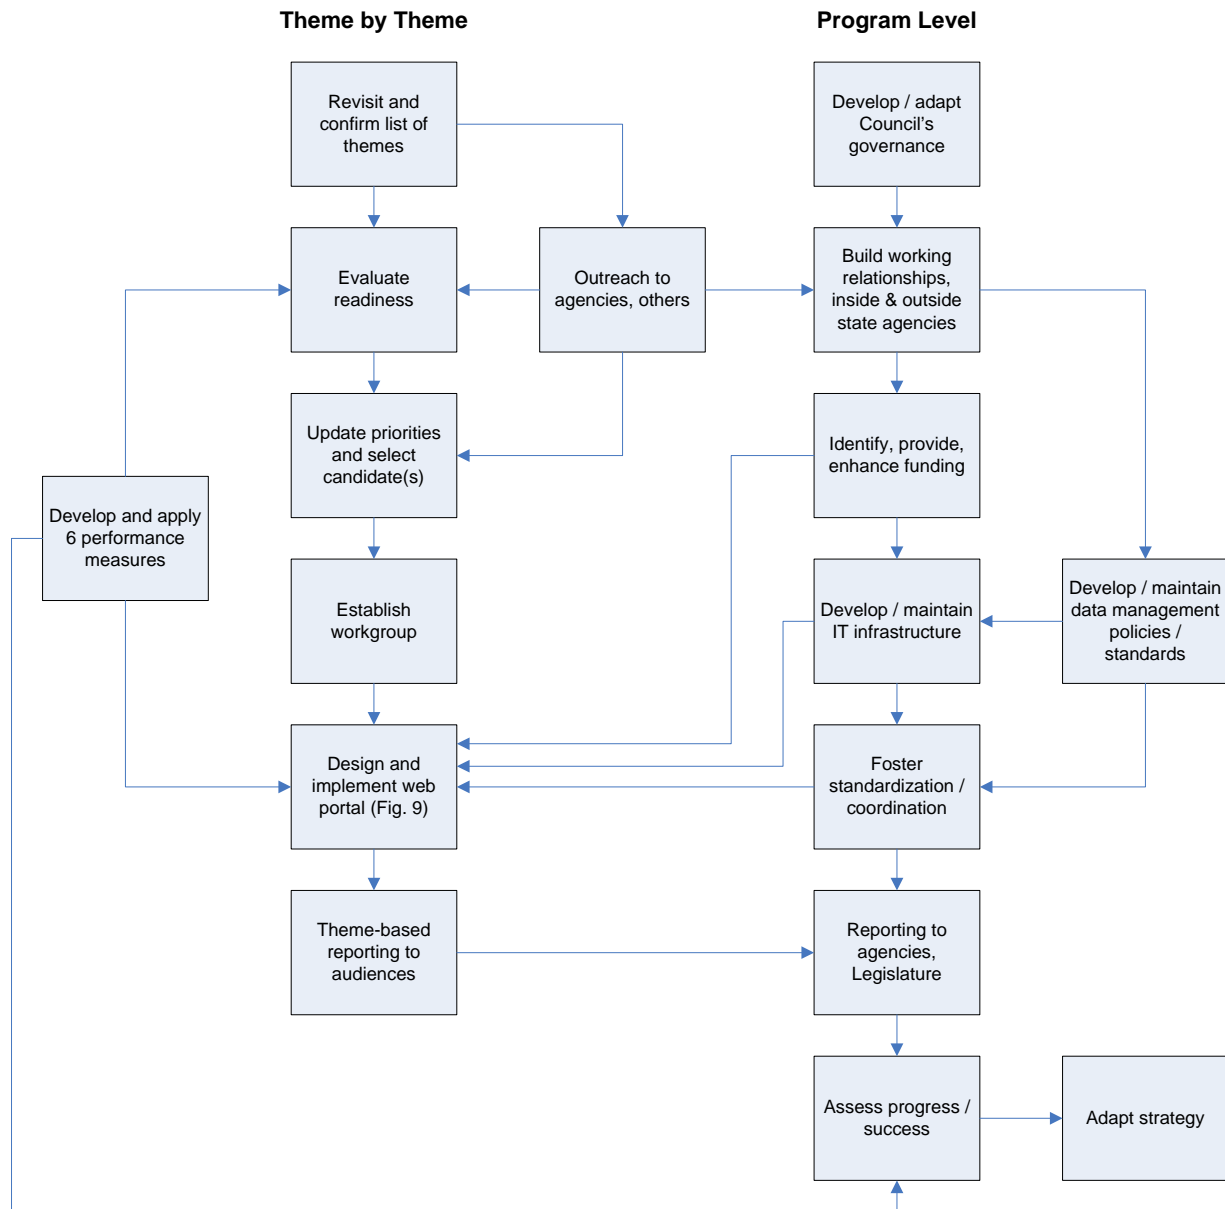 Theme by Theme
Program Level
Revisit and
confirm list of
themes
Develop / adapt
Council's
governance
Evaluate
readiness
Outreach to
agencies, others
Build working
relationships,
inside & outside
state agencies
Update priorities
and select
candidate(s)
Identify, provide,
enhance funding
Develop and apply
6 performance
measures
Establish
workgroup
Develop / maintain
IT infrastructure
Develop / maintain
data management
policies /
standards
Design and
implement web
portal (Fig. 9)
Foster
standardization /
coordination
Theme-based
reporting to
audiences
Reporting to
agencies,
Legislature
Assess progress /
success
Adapt strategy